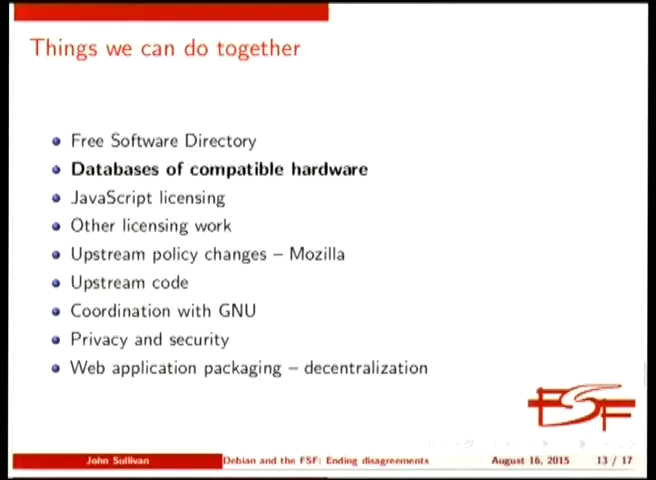 Things we can do together
Free Software Directory
Databases of compatible hardware
JavaScript licensing
Other licensing work
Upstream policy changes – Mozilla
Upstream code
Coordination with GNU
Privacy and security
Web application packaging – decentralization
FSF
John Sullivan Debian and the FSF: Ending disagreements August 16, 2015 13 / 17